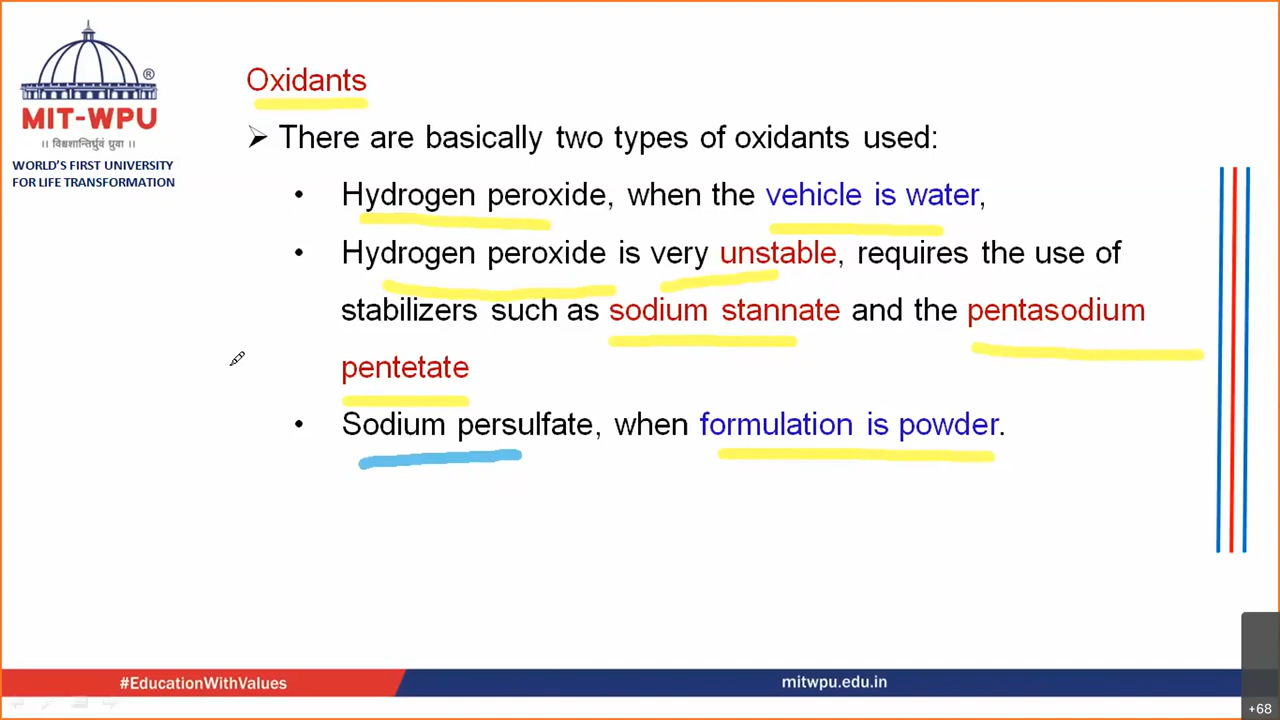 ®
MIT-WPU
|| विश्वशान्तिर्ध्रुवं ध्रुवा ||
WORLD'S FIRST UNIVERSITY
FOR LIFE TRANSFORMATION
Oxidants
➢ There are basically two types of oxidants used:
• Hydrogen peroxide, when the vehicle is water,
• Hydrogen peroxide is very unstable, requires the use of
stabilizers such as sodium stannate and the pentasodium
pentetate
• Sodium persulfate, when formulation is powder.
#EducationWithValues
mitwpu.edu.in
+68